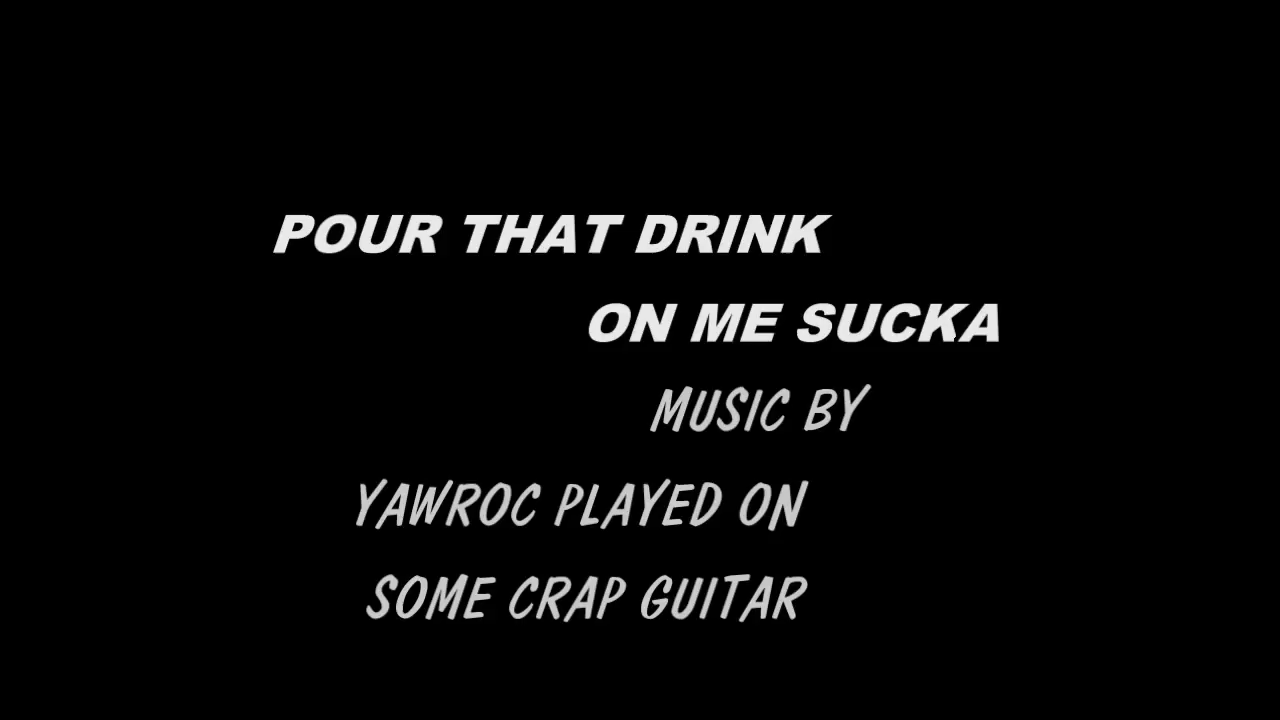 POUR THAT DRINK
ON ME SUCKA
MUSIC BY
YAWROC PLAYED ON
SOME CRAP GUITAR